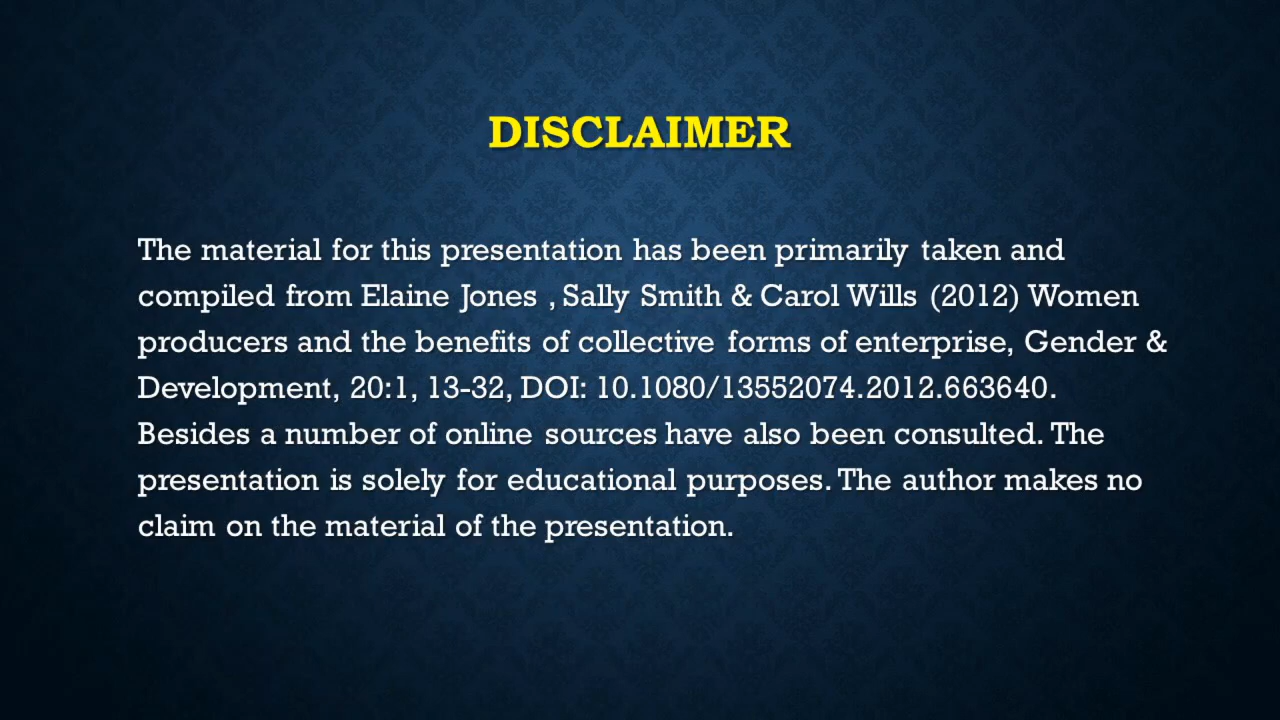 DISCLAIMER
The material for this presentation has been primarily taken and
compiled from Elaine Jones , Sally Smith & Carol Wills (2012) Women
producers and the benefits of collective forms of enterprise, Gender &
Development, 20:1, 13-32, DOI: 10.1080/13552074.2012.663640.
Besides a number of online sources have also been consulted. The
presentation is solely for educational purposes. The author makes no
claim on the material of the presentation.